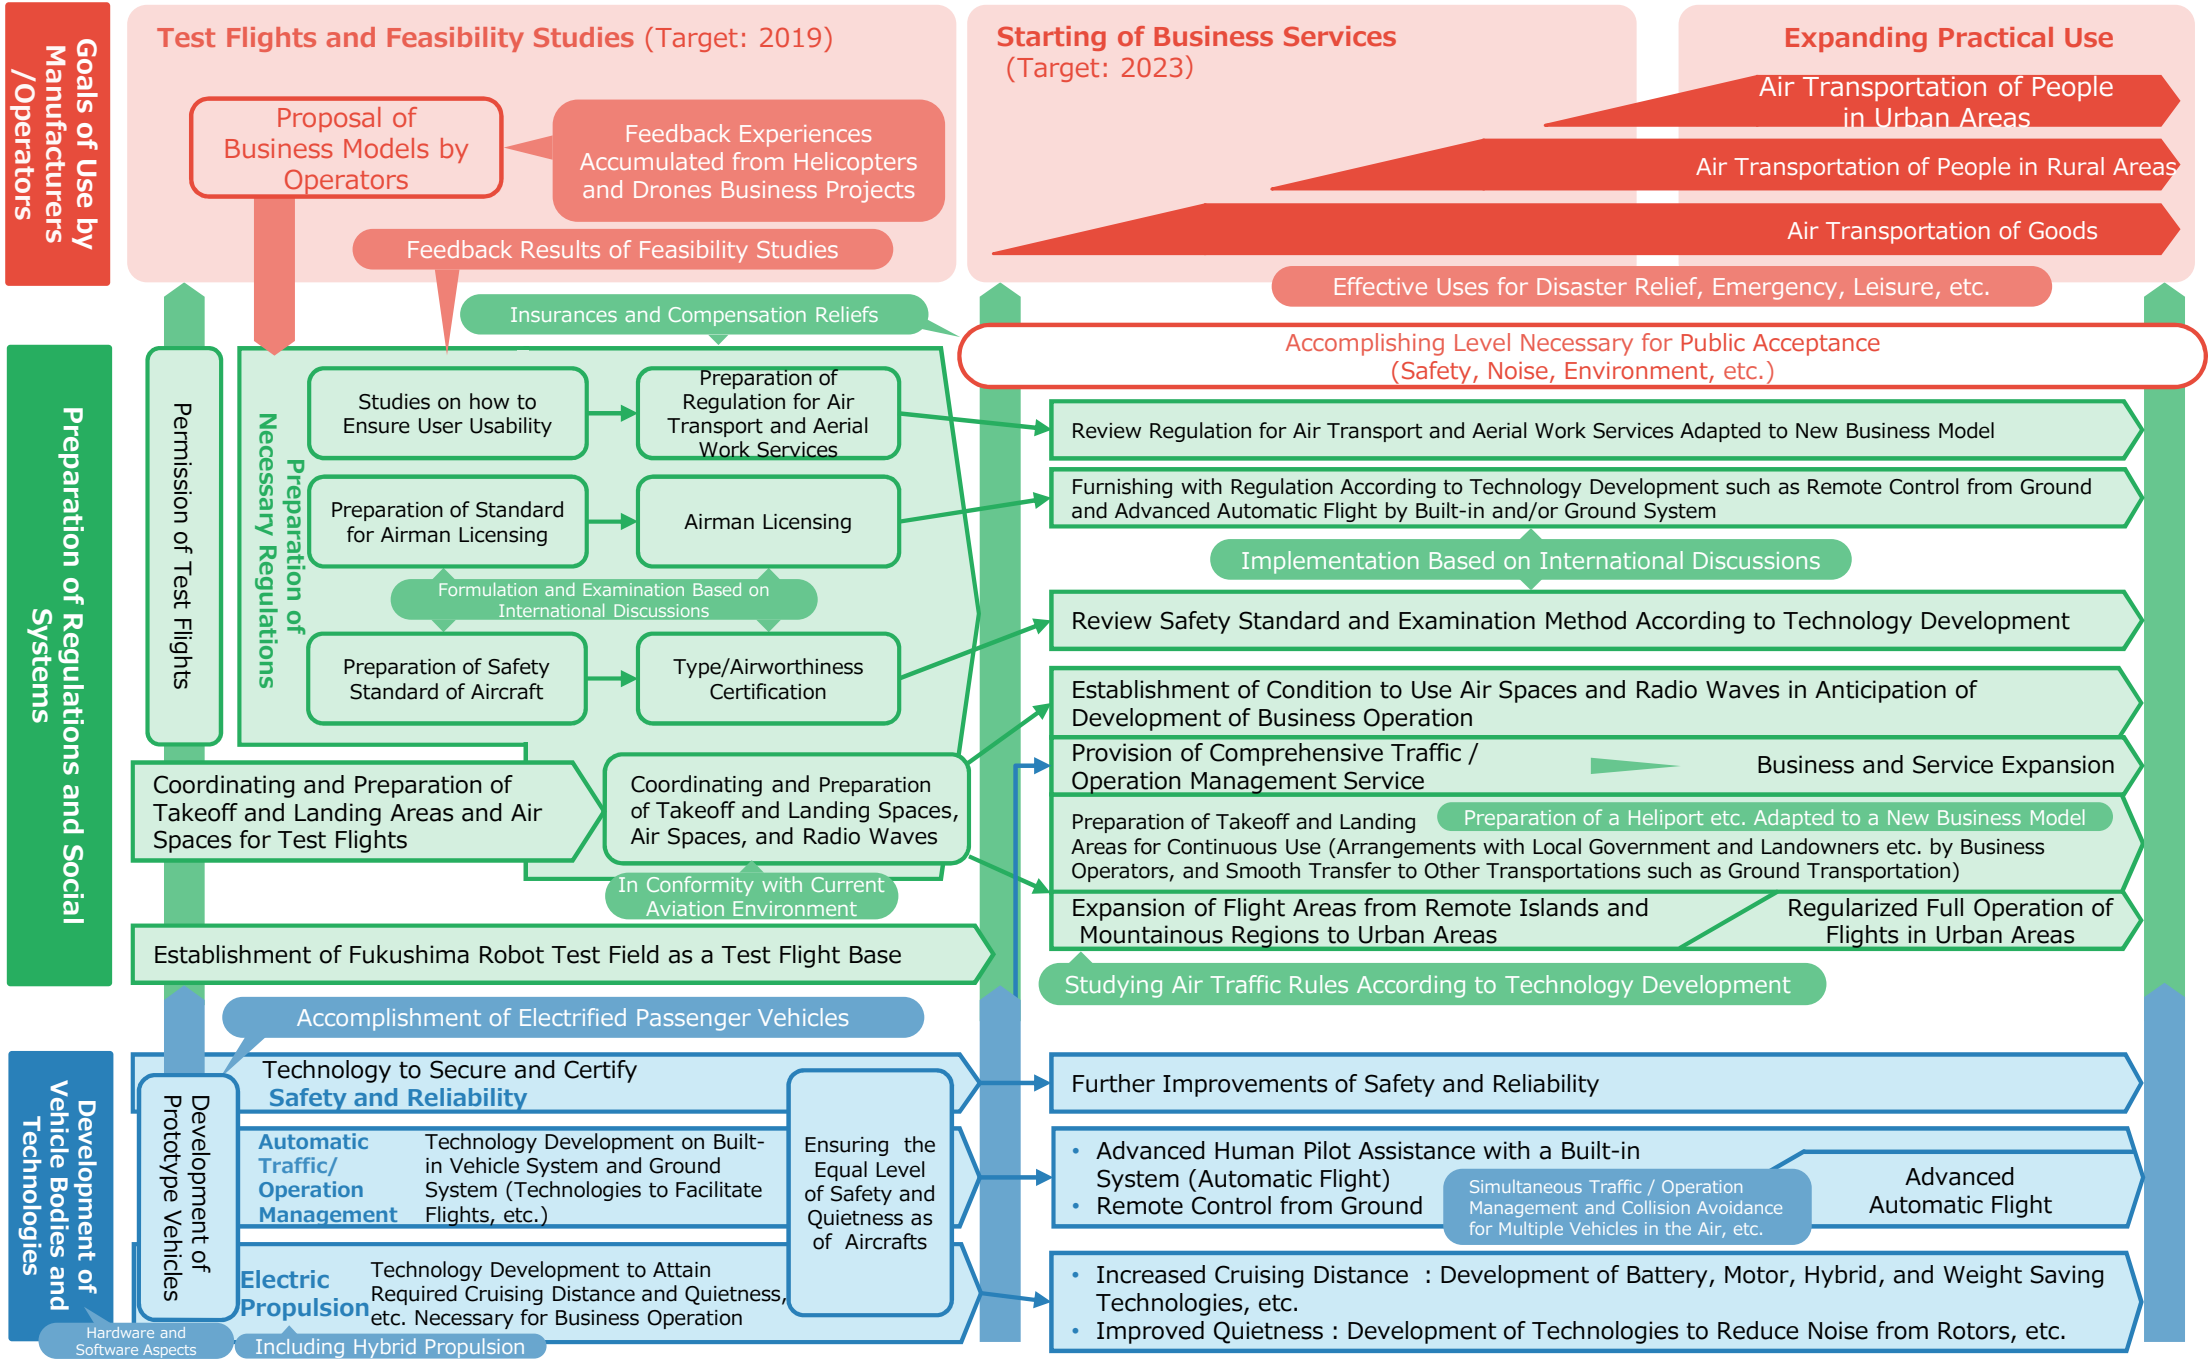 Goals of Use by
Manufacturers
/Operators
Test Flights and Feasibility Studies (Target: 2019)
Proposal of
Business Models by
Operators
Feedback Experiences
Accumulated from Helicopters
and Drones Business Projects
Feedback Results of Feasibility Studies
Starting of Business Services
(Target: 2023)
Expanding Practical Use
Air Transportation of People
in Urban Areas
Air Transportation of People in Rural Areas
Air Transportation of Goods
Effective Uses for Disaster Relief, Emergency, Leisure, etc.
Insurances and Compensation Reliefs
Accomplishing Level Necessary for Public Acceptance
(Safety, Noise, Environment, etc.)
Preparation of Regulations and Social
Systems
Permission of Test Flights
Preparation of
Necessary Regulations
Studies on how to
Ensure User Usability
Preparation of
Regulation for Air
Transport and Aerial
Work Services
Preparation of Standard
for Airman Licensing
Airman Licensing
Formulation and Examination Based on
International Discussions
Preparation of Safety
Standard of Aircraft
Type/Airworthiness
Certification
Coordinating and Preparation of
Takeoff and Landing Areas and Air
Spaces for Test Flights
Coordinating and Preparation
of Takeoff and Landing Spaces,
Air Spaces, and Radio Waves
In Conformity with Current
Aviation Environment
Establishment of Fukushima Robot Test Field as a Test Flight Base
Review Regulation for Air Transport and Aerial Work Services Adapted to New Business Model
Furnishing with Regulation According to Technology Development such as Remote Control from Ground
and Advanced Automatic Flight by Built-in and/or Ground System
Implementation Based on International Discussions
Review Safety Standard and Examination Method According to Technology Development
Establishment of Condition to Use Air Spaces and Radio Waves in Anticipation of
Development of Business Operation
Provision of Comprehensive Traffic /
Operation Management Service
Business and Service Expansion
Preparation of Takeoff and Landing
Preparation of a Heliport etc. Adapted to a New Business Model
Areas for Continuous Use (Arrangements with Local Government and Landowners etc. by Business
Operators, and Smooth Transfer to Other Transportations such as Ground Transportation)
Expansion of Flight Areas from Remote Islands and
Mountainous Regions to Urban Areas
Regularized Full Operation of
Flights in Urban Areas
Studying Air Traffic Rules According to Technology Development
Development of
Vehicle Bodies and
Technologies
Hardware and
Software Aspects
Accomplishment of Electrified Passenger Vehicles
Development of
Prototype Vehicles
Technology to Secure and Certify
Safety and Reliability
Automatic
Traffic/
Operation
Management
Technology Development on Built-
in Vehicle System and Ground
System (Technologies to Facilitate
Flights, etc.)
Electric
Propulsion
Technology Development to Attain
Required Cruising Distance and Quietness,
etc. Necessary for Business Operation
Including Hybrid Propulsion
Ensuring the
Equal Level
of Safety and
Quietness as
of Aircrafts
Further Improvements of Safety and Reliability
• Advanced Human Pilot Assistance with a Built-in
System (Automatic Flight)
• Remote Control from Ground
Simultaneous Traffic / Operation
Management and Collision Avoidance
for Multiple Vehicles in the Air, etc.
Advanced
Automatic Flight
• Increased Cruising Distance : Development of Battery, Motor, Hybrid, and Weight Saving
Technologies, etc.
• Improved Quietness : Development of Technologies to Reduce Noise from Rotors, etc.